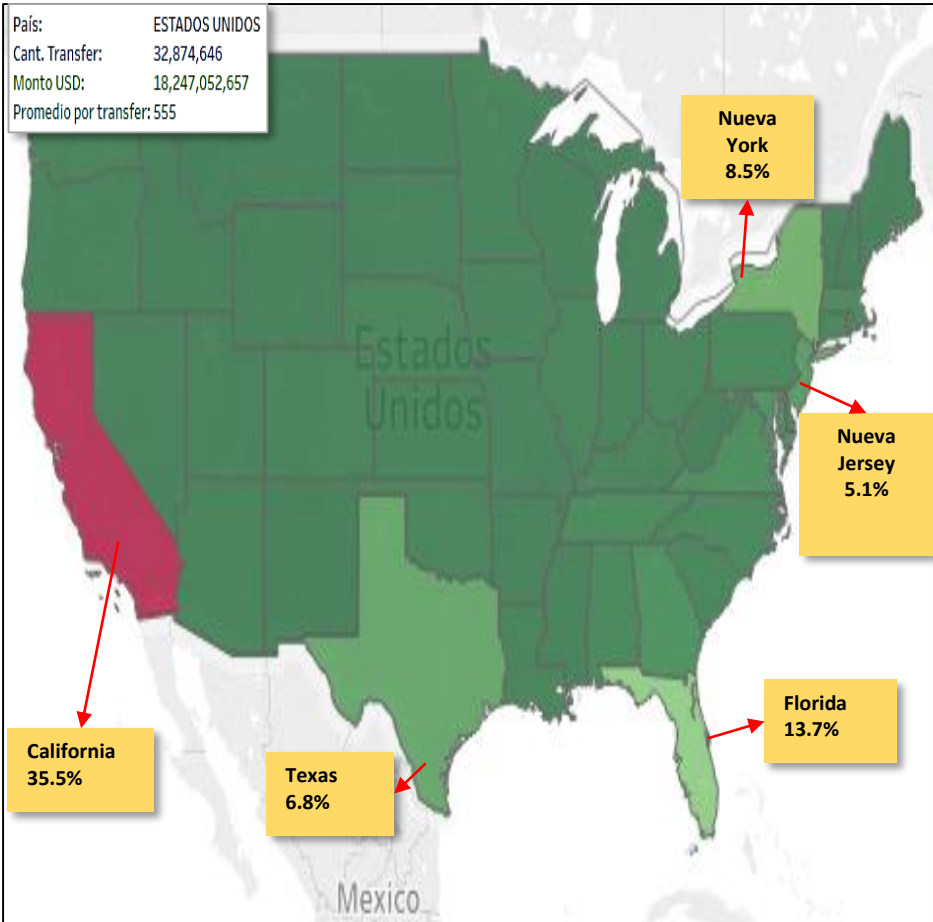 País: ESTADOS UNIDOS
Cant. Transfer: 32,874,646
Monto USD: 18,247,052,657
Promedio por transfer: 555
Nueva
York
8.5%
Estados
Unidos
Nueva
Jersey
5.1%
Florida
13.7%
California
35.5%
Texas
6.8%
Mexico